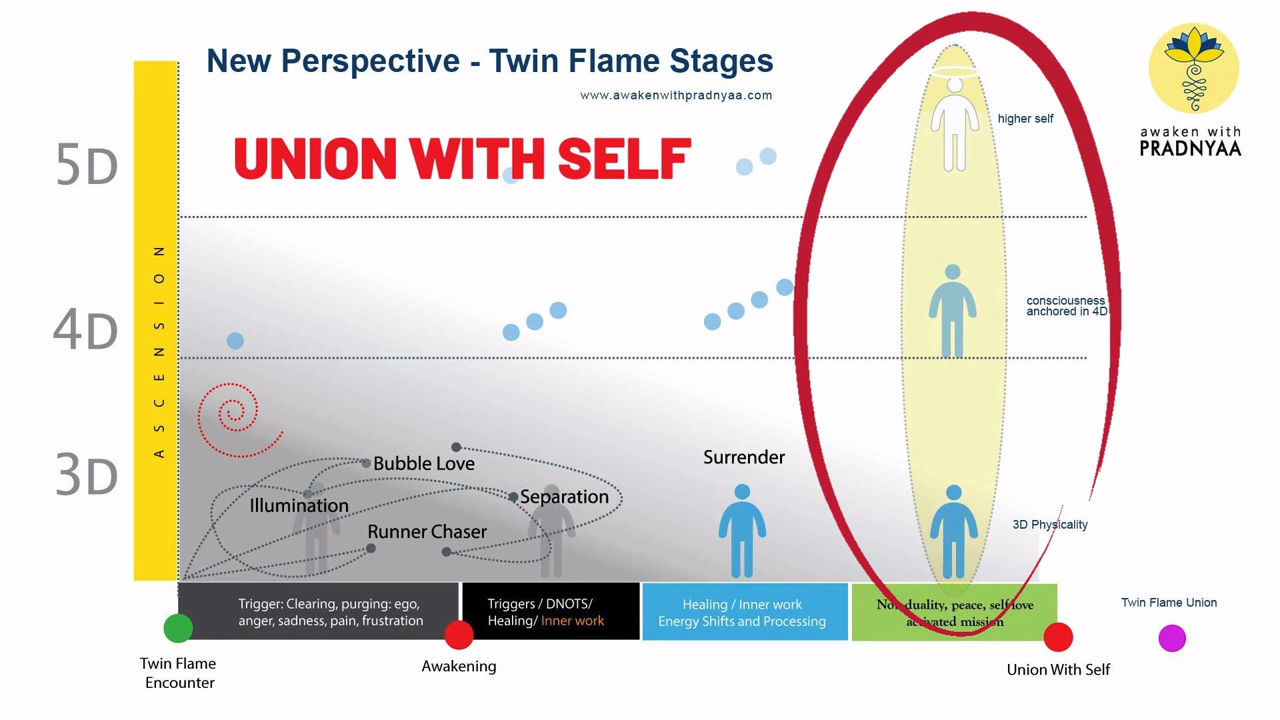 New Perspective - Twin Flame Stages
www.awakenwithpradnyaa.com
UNION WITH SELF
awaken with
PRADNYAA
higher self
5D
4D
3D
ASCENSION
consciousness
anchored in 4D
Bubble Love
Illumination
Runner Chaser
Separation
Surrender
3D Physicality
Trigger: Clearing, purging: ego,
anger, sadness, pain, frustration
Triggers / DNOTS/
Healing/ Inner work
Healing / Inner work
Energy Shifts and Processing
Non duality, peace, self love
activated mission
Twin Flame
Encounter
Awakening
Union With Self
Twin Flame Union